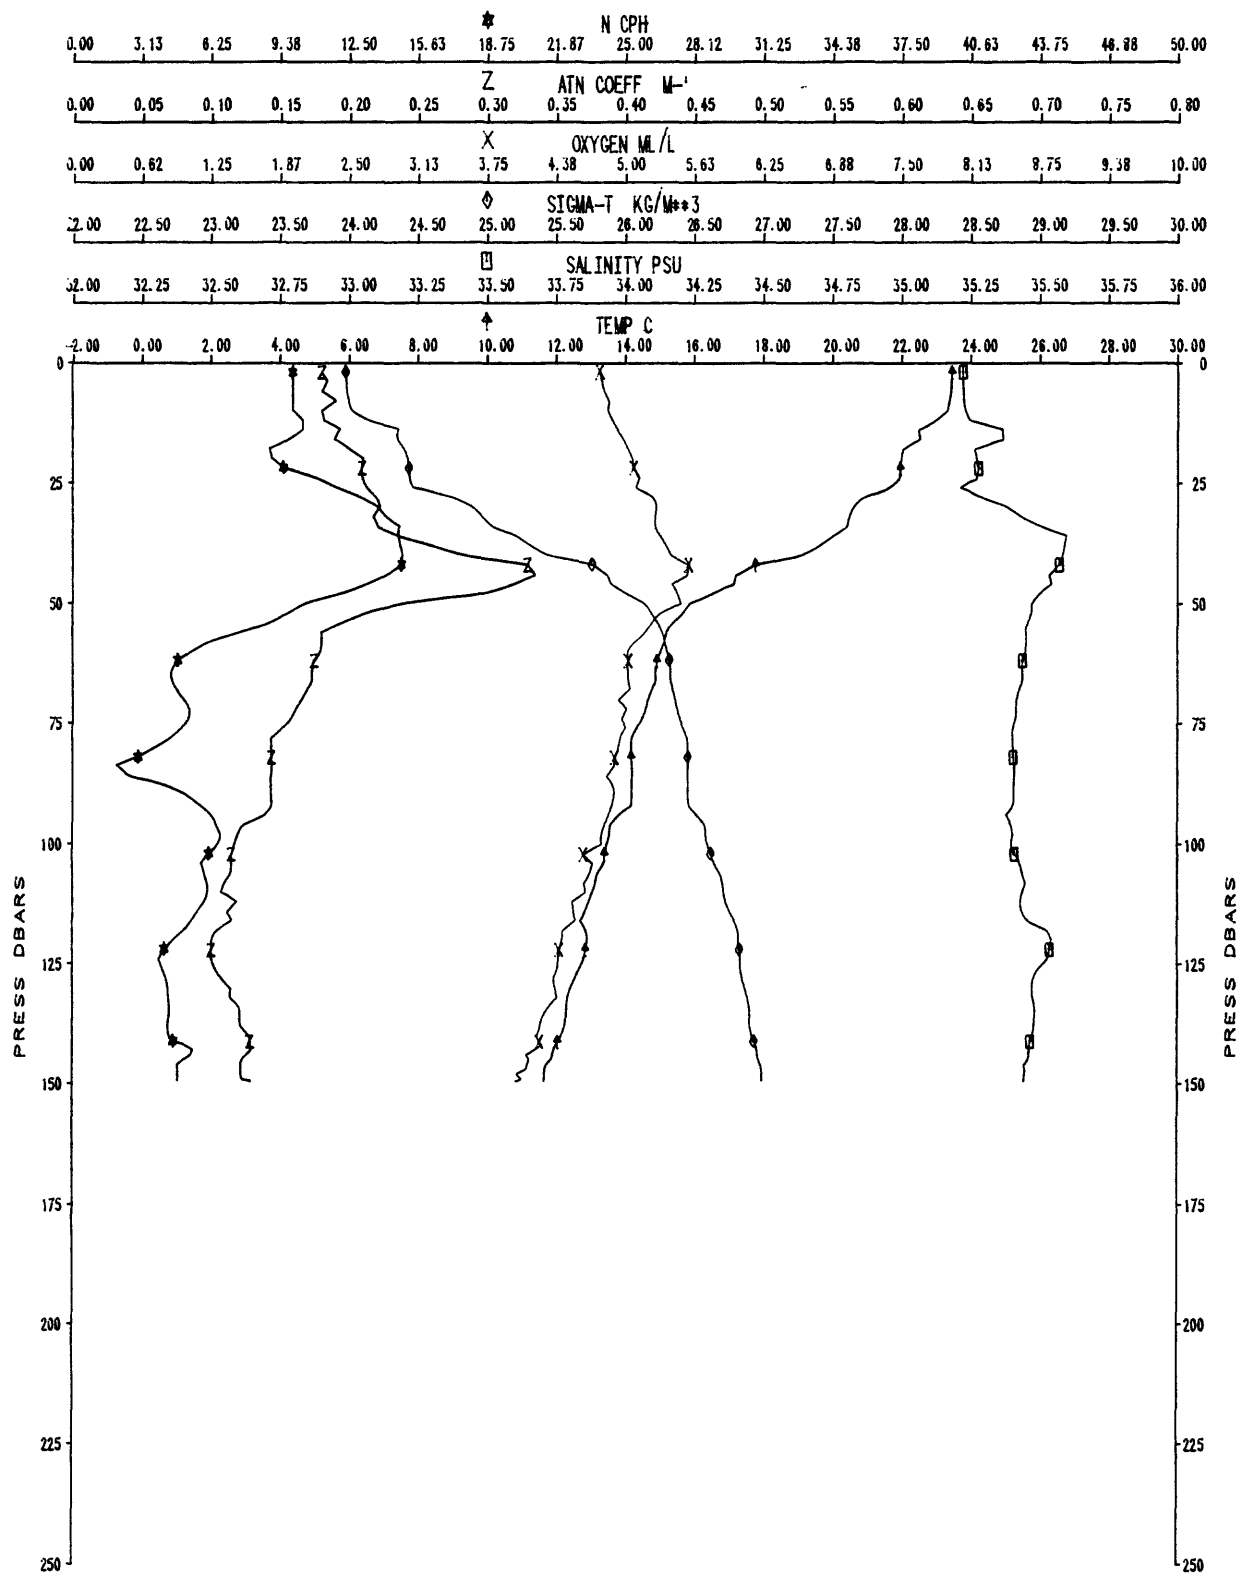 N CPH
0.00 3.13 6.25 9.38 12.50 15.63 18.75 21.87 25.00 28.12 31.25 34.38 37.50 40.63 43.75 46.88 50.00
Z ATN COEFF M-¹
0.00 0.05 0.10 0.15 0.20 0.25 0.30 0.35 0.40 0.45 0.50 0.55 0.60 0.65 0.70 0.75 0.80
X OXYGEN ML/L
0.00 0.62 1.25 1.87 2.50 3.13 3.75 4.38 5.00 5.63 6.25 6.88 7.50 8.13 8.75 9.38 10.00
SIGMA-T KG/M**3
22.00 22.50 23.00 23.50 24.00 24.50 25.00 25.50 26.00 26.50 27.00 27.50 28.00 28.50 29.00 29.50 30.00
SALINITY PSU
32.00 32.25 32.50 32.75 33.00 33.25 33.50 33.75 34.00 34.25 34.50 34.75 35.00 35.25 35.50 35.75 36.00
TEMP C
-2.00 0.00 2.00 4.00 6.00 8.00 10.00 12.00 14.00 16.00 18.00 20.00 22.00 24.00 26.00 28.00 30.00
0 0
25 25
50 50
75 75
100 100
PRESS DBARS PRESS DBARS
125 125
150 150
175 175
200 200
225 225
250 250